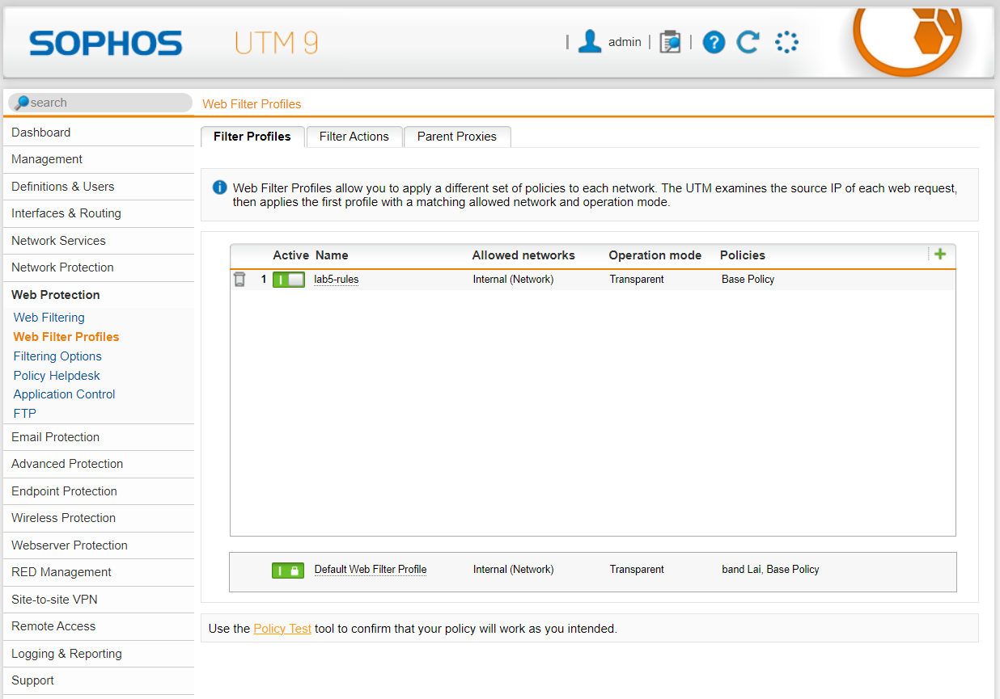 SOPHOS UTM 9 | admin | | ?
search
Web Filter Profiles
Dashboard
Management
Definitions & Users
Interfaces & Routing
Network Services
Network Protection
Web Protection
Web Filtering
Web Filter Profiles
Filtering Options
Policy Helpdesk
Application Control
FTP
Email Protection
Advanced Protection
Endpoint Protection
Wireless Protection
Webserver Protection
RED Management
Site-to-site VPN
Remote Access
Logging & Reporting
Support
Filter Profiles Filter Actions Parent Proxies
i Web Filter Profiles allow you to apply a different set of policies to each network. The UTM examines the source IP of each web request,
then applies the first profile with a matching allowed network and operation mode.
Active Name Allowed networks Operation mode Policies +
1 lab5-rules Internal (Network) Transparent Base Policy
Default Web Filter Profile Internal (Network) Transparent band Lai, Base Policy
Use the Policy Test tool to confirm that your policy will work as you intended.